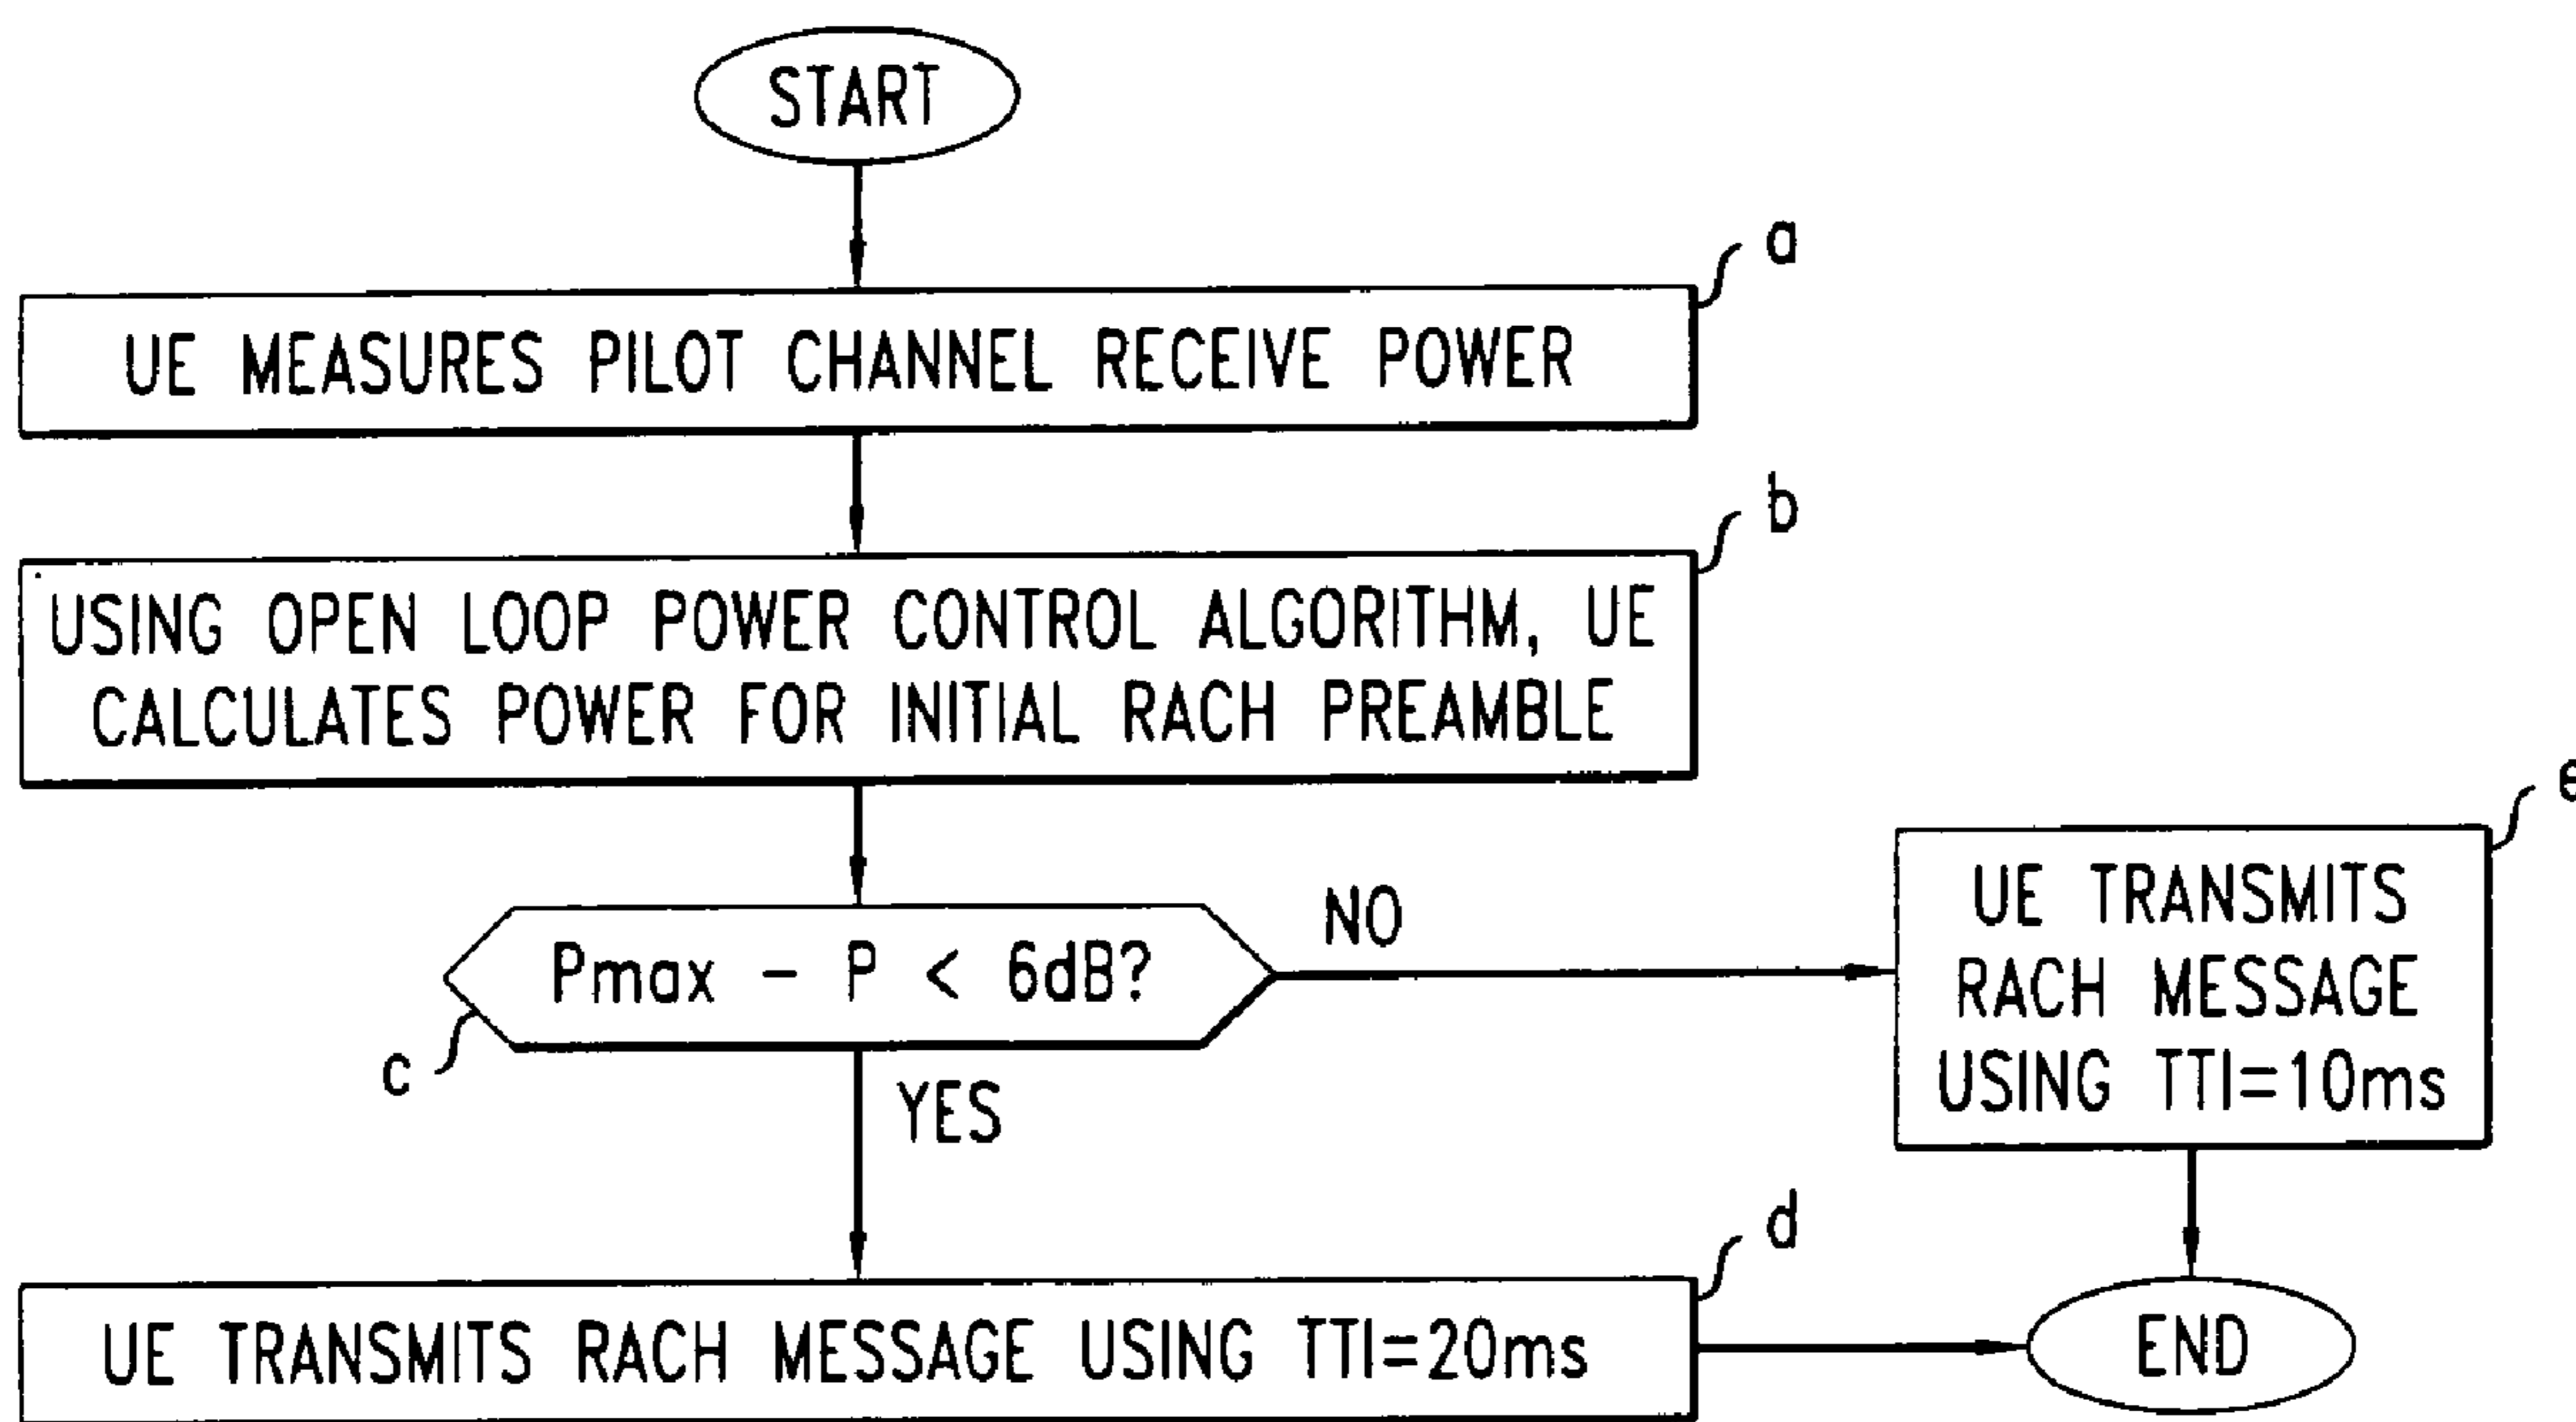 START
a
UE MEASURES PILOT CHANNEL RECEIVE POWER
b
USING OPEN LOOP POWER CONTROL ALGORITHM, UE
CALCULATES POWER FOR INITIAL RACH PREAMBLE
c
Pmax - P < 6dB?
NO
YES
e
UE TRANSMITS
RACH MESSAGE
USING TTI=10ms
d
UE TRANSMITS RACH MESSAGE USING TTI=20ms
END